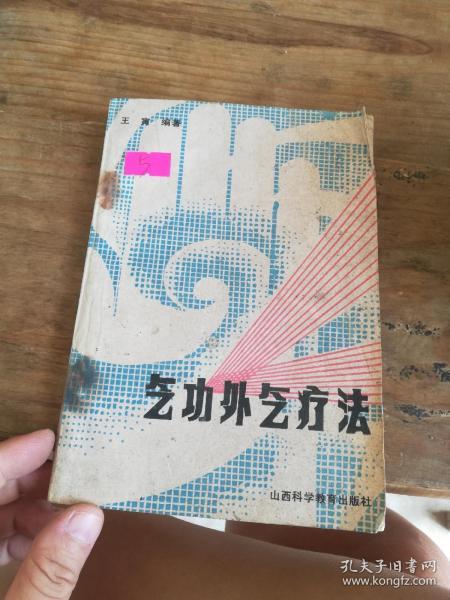 王寅 编著
5
气功外气疗法
山西科学教育出版社
孔夫子旧书网
www.kongfz.com